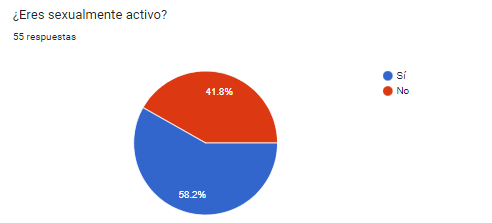 ¿Eres sexualmente activo?
55 respuestas
Sí
No
41.8%
58.2%